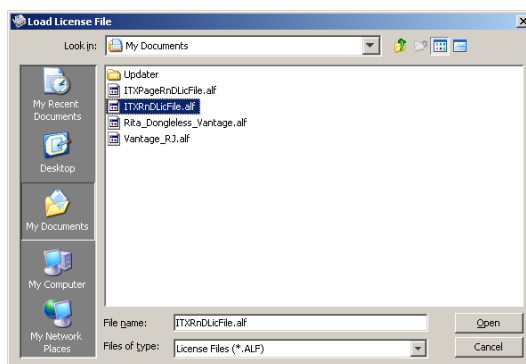 Load License File
Look in: My Documents
Updater
ITXPageRnDLicFile.alf
ITXRnDLicFile.alf
Rita_Dongleless_Vantage.alf
Vantage_RJ.alf
My Recent
Documents
Desktop
My Documents
My Computer
My Network
Places
File name: ITXRnDLicFile.alf Open
Files of type: License Files (*.ALF) Cancel